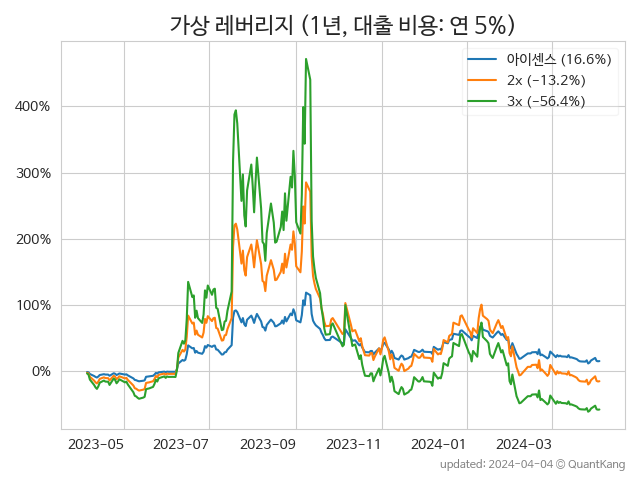 가상 레버리지 (1년, 대출 비용: 연 5%)
아이센스 (16.6%)
2x (-13.2%)
3x (-56.4%)
400%
300%
200%
100%
0%
2023-05 2023-07 2023-09 2023-11 2024-01 2024-03
updated: 2024-04-04 © QuantKang